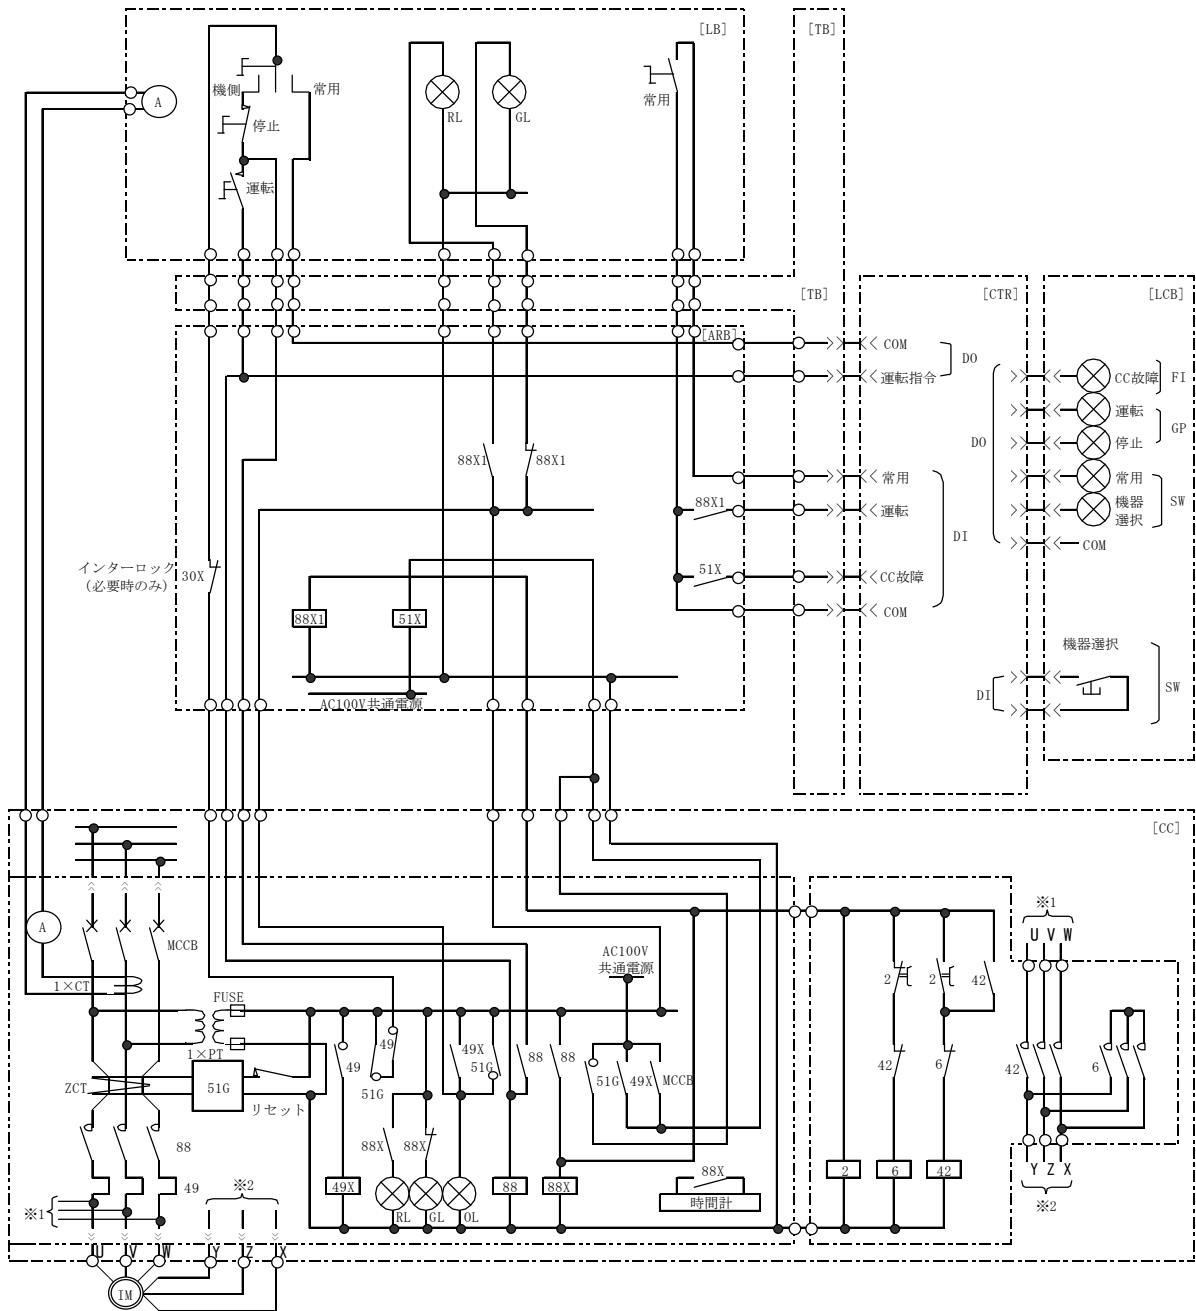 [LB]
[TB]
機側
常用
A
停止
運転
RL
GL
常用
[TB]
[CTR]
[LCB]
[ARB]
COM
DO
運転指令
CC故障
FI
運転
GP
DO
停止
88X1
88X1
常用
常用
SW
88X1
運転
機器
選択
DI
COM
インターロック
(必要時のみ)
30X
51X
CC故障
88X1
51X
COM
機器選択
DI
SW
AC100V共通電源
[CC]
※1
A
U V W
MCCB
AC100V
共通電源
1×CT
2
2
42
FUSE
49
49
49X
51G
88
88
1×PT
42
6
42
6
ZCT
51G
51G
51G
49X
MCCB
リセット
88
88X
88X
88X
Y Z X
※2
49
※2
49X
RL
GL
OL
88
88X
時間計
2
6
42
※1
U
V
W
Y
Z
X
IM